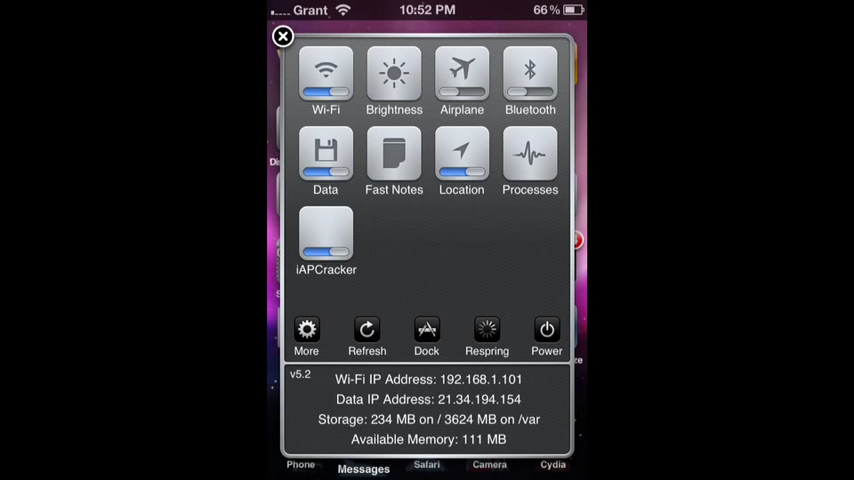 Grant 10:52 PM 66%
Wi-Fi Brightness Airplane Bluetooth
Data Fast Notes Location Processes
iAPCracker
More Refresh Dock Respring Power
v5.2
Wi-Fi IP Address: 192.168.1.101
Data IP Address: 21.34.194.154
Storage: 234 MB on / 3624 MB on /var
Available Memory: 111 MB
Phone Messages Safari Camera Cydia